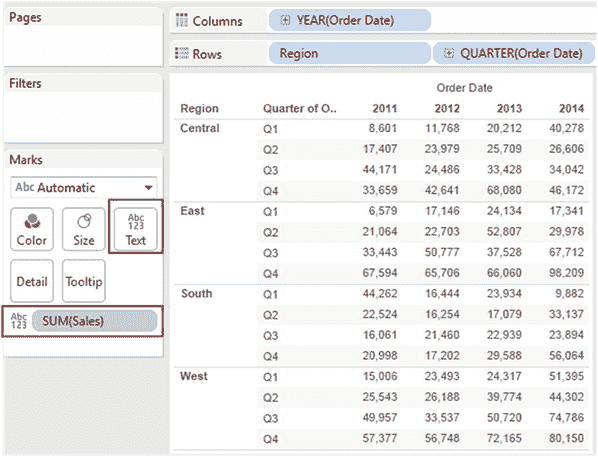 Pages
Columns
YEAR(Order Date)
Rows
Region
QUARTER(Order Date)
Filters
Marks
Abc Automatic
Color
Size
Abc
123
Text
Detail
Tooltip
Abc
123
SUM(Sales)
Order Date
Region Quarter of O.. 2011 2012 2013 2014
Central Q1 8,601 11,768 20,212 40,278
Q2 17,407 23,979 25,709 26,606
Q3 44,171 24,486 33,428 34,042
Q4 33,659 42,641 68,080 46,172
East Q1 6,579 17,146 24,134 17,341
Q2 21,064 22,703 52,807 29,978
Q3 33,443 50,777 37,528 67,712
Q4 67,594 65,706 66,060 98,209
South Q1 44,262 16,444 23,934 9,882
Q2 22,524 16,254 17,079 33,137
Q3 16,061 21,460 22,939 23,894
Q4 20,998 17,202 29,588 56,064
West Q1 15,006 23,493 24,317 51,395
Q2 25,543 26,188 39,774 44,302
Q3 49,957 33,537 50,720 74,786
Q4 57,377 56,748 72,165 80,150